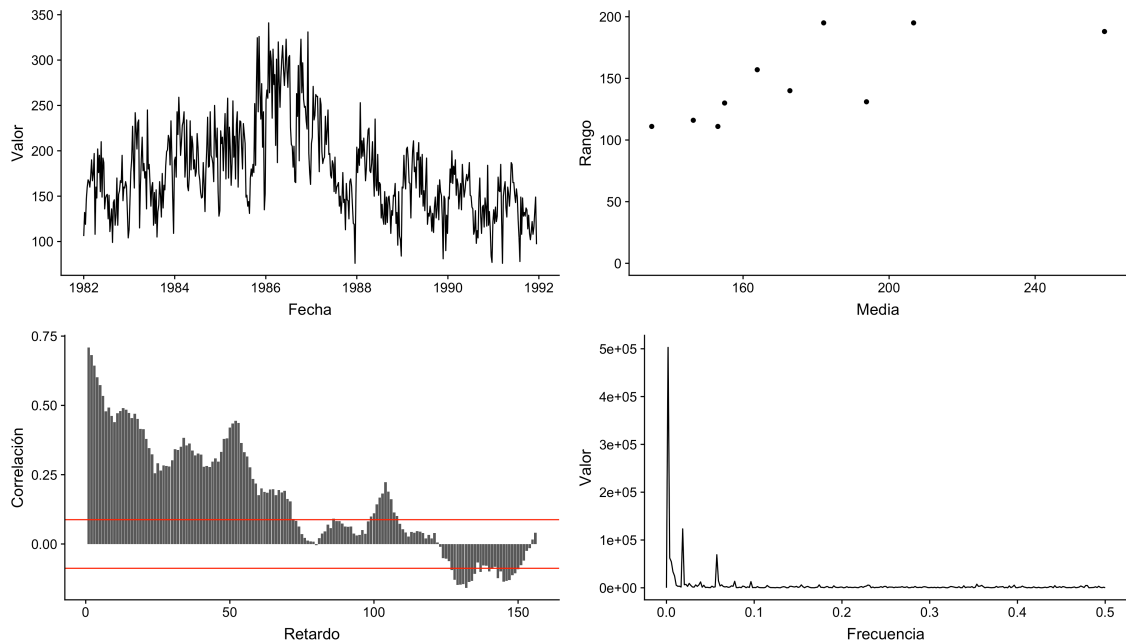 350
300
250
200
150
100
Valor
1982
1984
1986
1988
1990
1992
Fecha
200
150
100
50
0
Rango
160
200
240
Media
0.75
0.50
0.25
0.00
Correlación
0
50
100
150
Retardo
5e+05
4e+05
3e+05
2e+05
1e+05
0e+00
Valor
0.0
0.1
0.2
0.3
0.4
0.5
Frecuencia